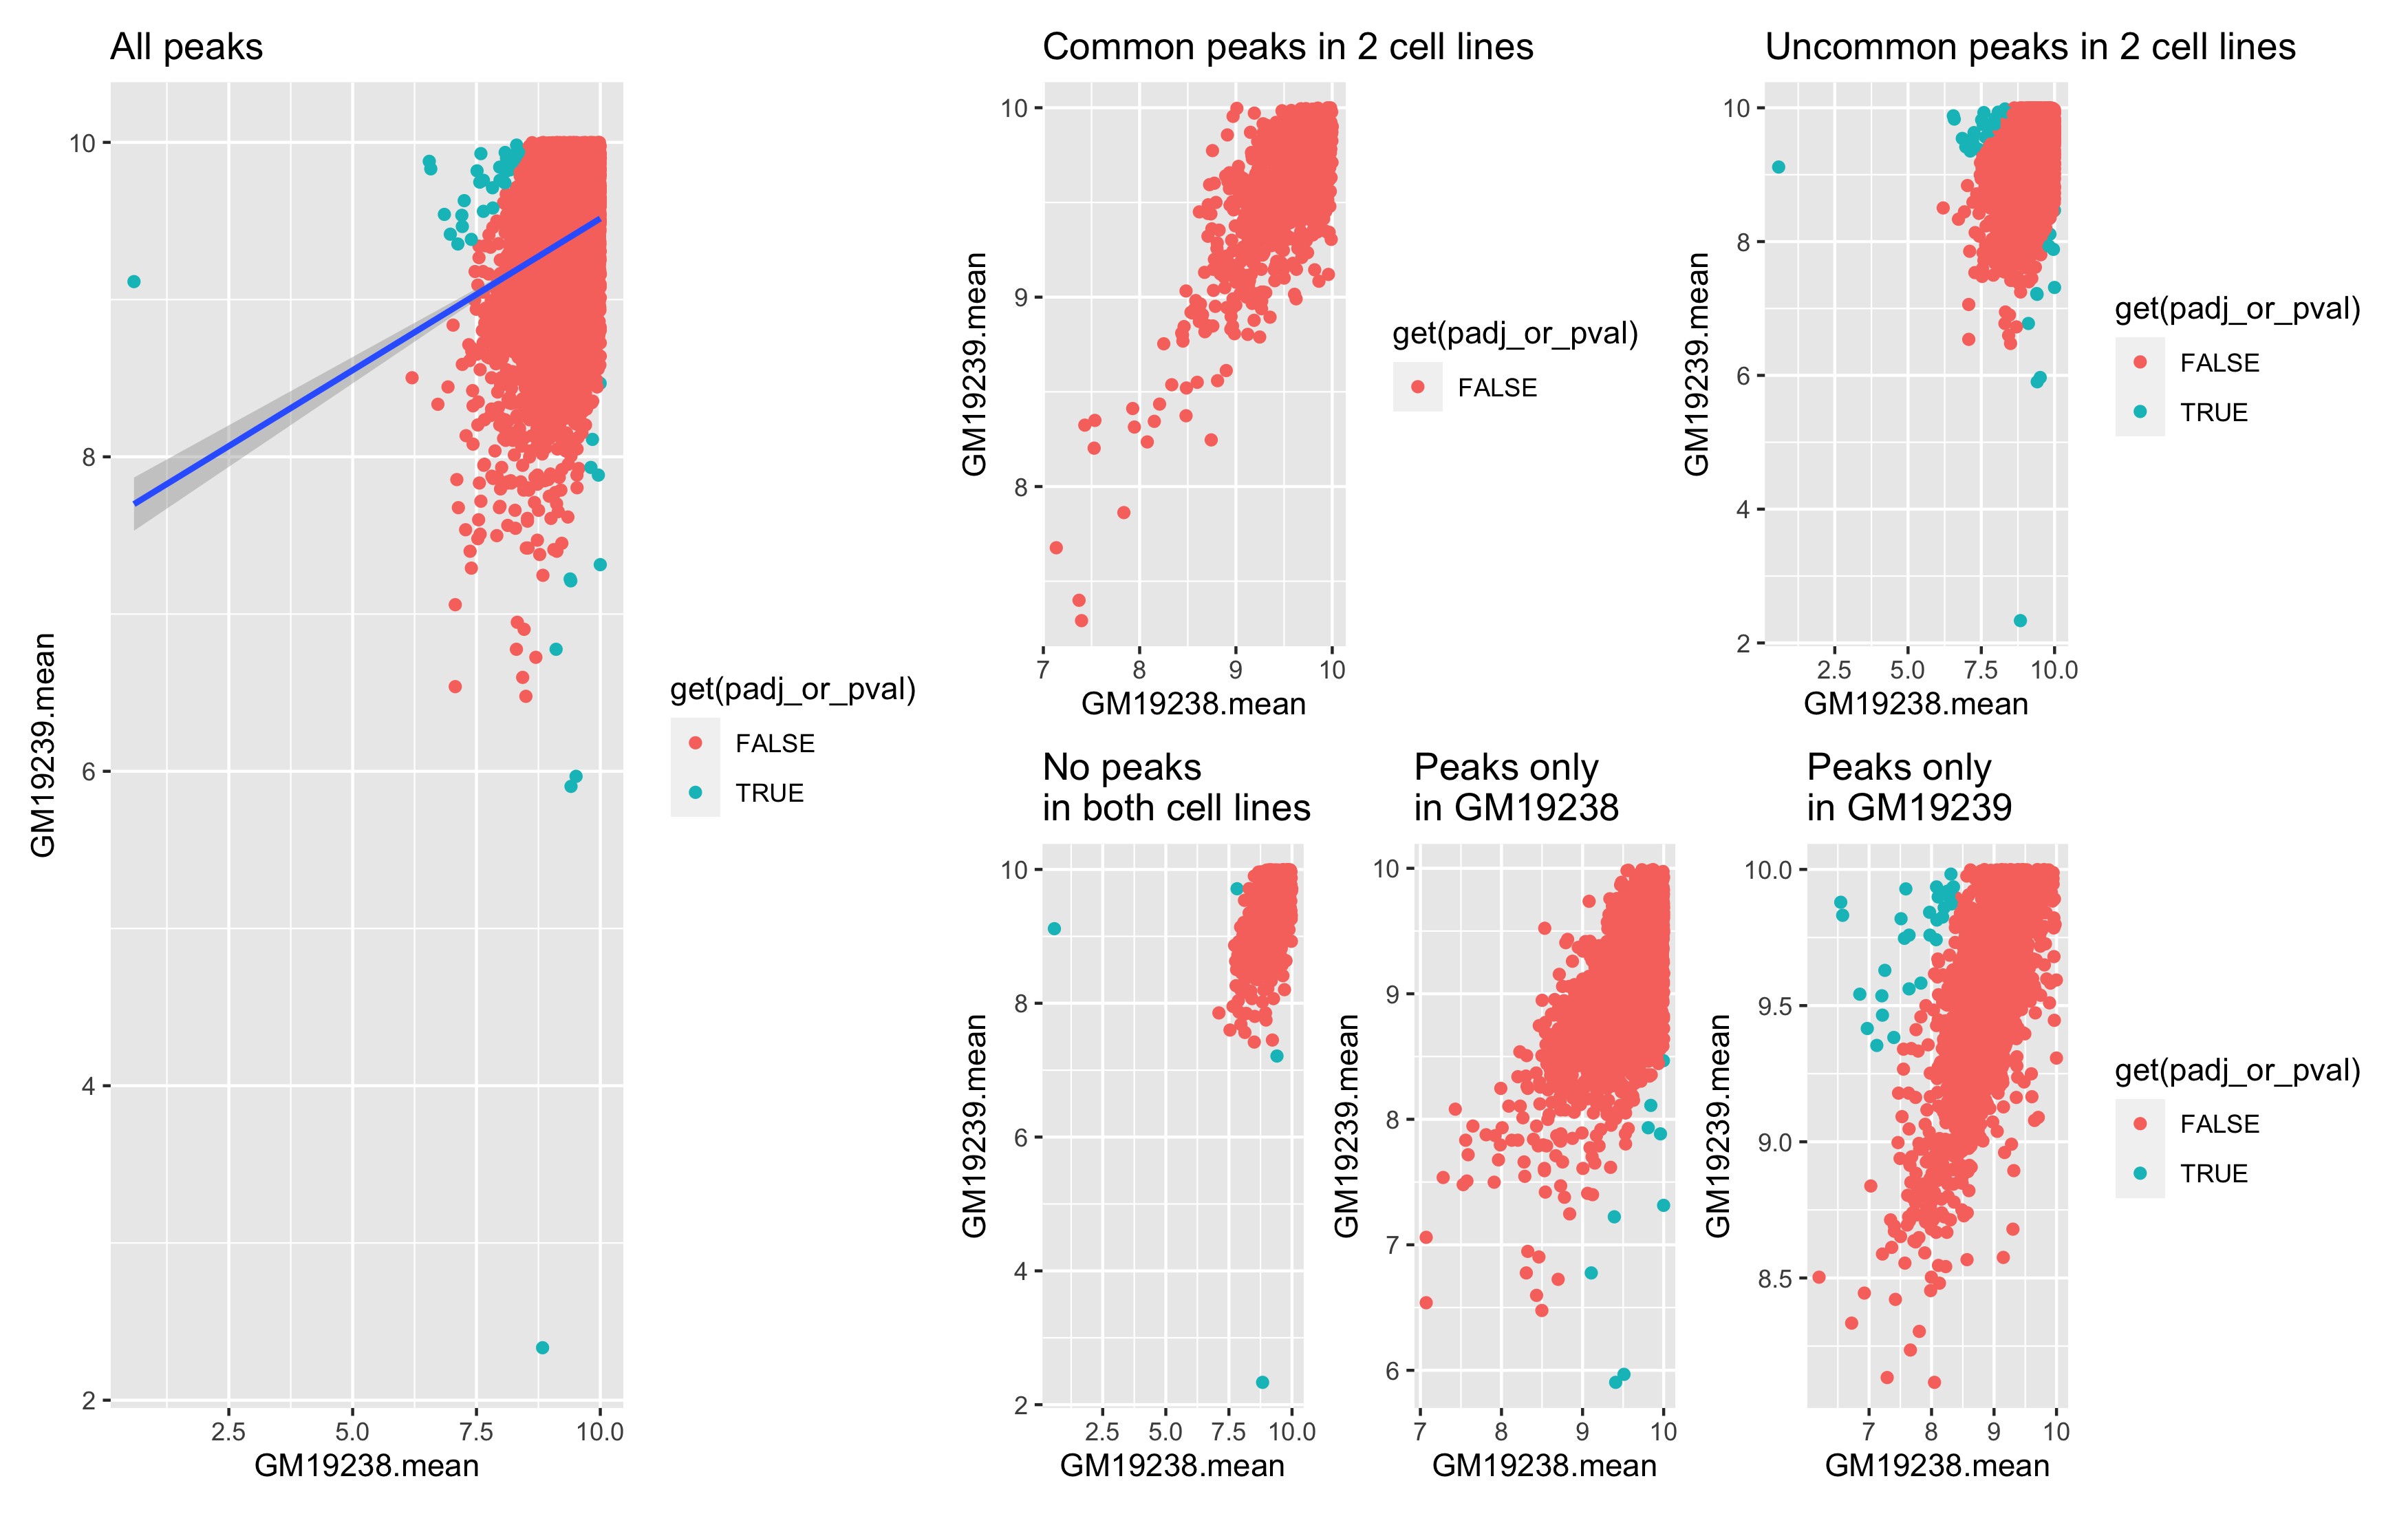 All peaks
10
8
6
4
2
2.5 5.0 7.5 10.0
GM19238.mean
GM19239.mean
get(padj_or_pval)
FALSE
TRUE
Common peaks in 2 cell lines
10
9
8
7 8 9 10
GM19238.mean
GM19239.mean
get(padj_or_pval)
FALSE
Uncommon peaks in 2 cell lines
10
8
6
4
2
2.5 5.0 7.5 10.0
GM19238.mean
GM19239.mean
get(padj_or_pval)
FALSE
TRUE
No peaks
in both cell lines
10
8
6
4
2
2.5 5.0 7.5 10.0
GM19238.mean
GM19239.mean
Peaks only
in GM19238
10
9
8
7
6
7 8 9 10
GM19238.mean
GM19239.mean
Peaks only
in GM19239
10.0
9.5
9.0
8.5
7 8 9 10
GM19238.mean
GM19239.mean
get(padj_or_pval)
FALSE
TRUE